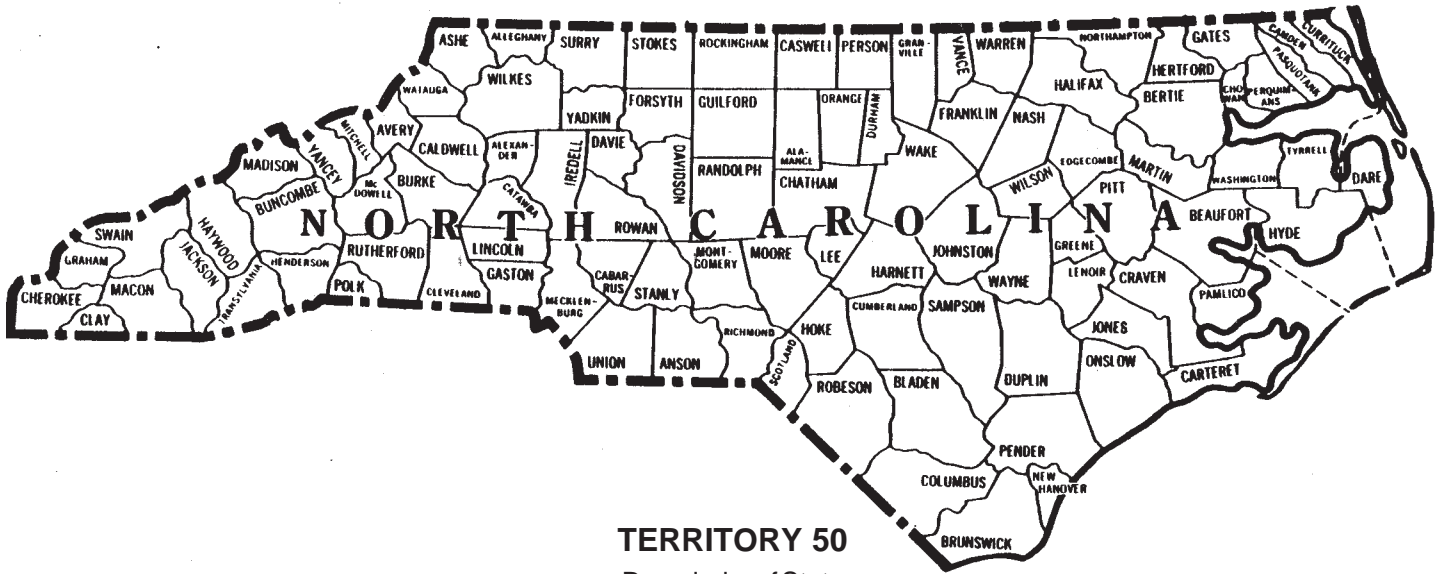 ASHE
ALLEGHANY
SURRY
STOKES
ROCKINGHAM
CASWELL
PERSON
GRAN-
VILLE
VANCE
WARREN
NORTHAMPTON
GATES
CAMDEN
CURRITUCK
PASQUOTANK
HERTFORD
WILKES
WATAUGA
HALIFAX
BERTIE
CHO
WAN
PERQUIM-
ANS
YADKIN
FORSYTH
GUILFORD
ORANGE
DURHAM
FRANKLIN
NASH
MITCHELL
AVERY
CALDWELL
ALEXAN-
DER
IREDELL
DAVIE
DAVIDSON
RANDOLPH
ALA-
MANCE
CHATHAM
WAKE
EDGECOMBE
MARTIN
WASHINGTON
TYRRELL
DARE
MADISON
YANCEY
Mc
DOWELL
BURKE
CATAWBA
WILSON
PITT
BUNCOMBE
NORTH CAROLINA
ROWAN
BEAUFORT
HYDE
SWAIN
HAYWOOD
JACKSON
GRAHAM
HENDERSON
RUTHERFORD
LINCOLN
GASTON
MONT-
GOMERY
MOORE
LEE
JOHNSTON
GREENE
LENOIR
CRAVEN
HARNETT
WAYNE
CHEROKEE
MACON
TRANSYLVANIA
POLK
CLEVELAND
CABAR-
RUS
STANLY
CUMBERLAND
SAMPSON
PAMLICO
CLAY
MECKLEN-
BURG
RICHMOND
HOKE
JONES
ONSLOW
UNION
ANSON
SCOTLAND
CARTERET
ROBESON
BLADEN
DUPLIN
PENDER
COLUMBUS
NEW
HANOVER
BRUNSWICK
TERRITORY 50